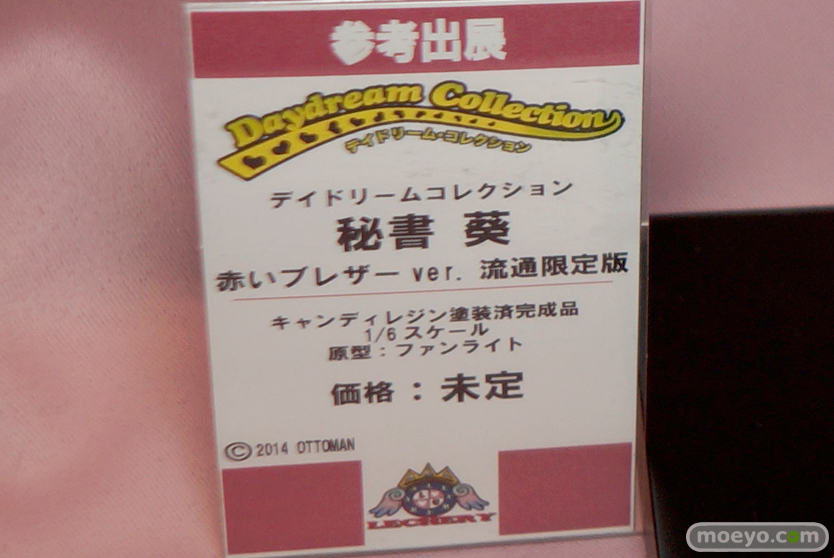 参考出展
Daydream Collection
デイドリーム・コレクション
デイドリームコレクション
秘書 葵
赤いブレザー ver. 流通限定版
キャンディレジン塗装済完成品
1/6 スケール
原型：ファンライト
価格：未定
©2014 OTTOMAN
LECHERY
moeyo.com